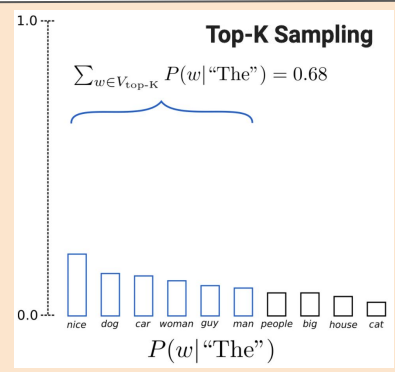 1.0
Top-K Sampling
∑w∈Vtop-K P(w|“The”) = 0.68
0.0
nice dog car woman guy man people big house cat
P(w|“The”)